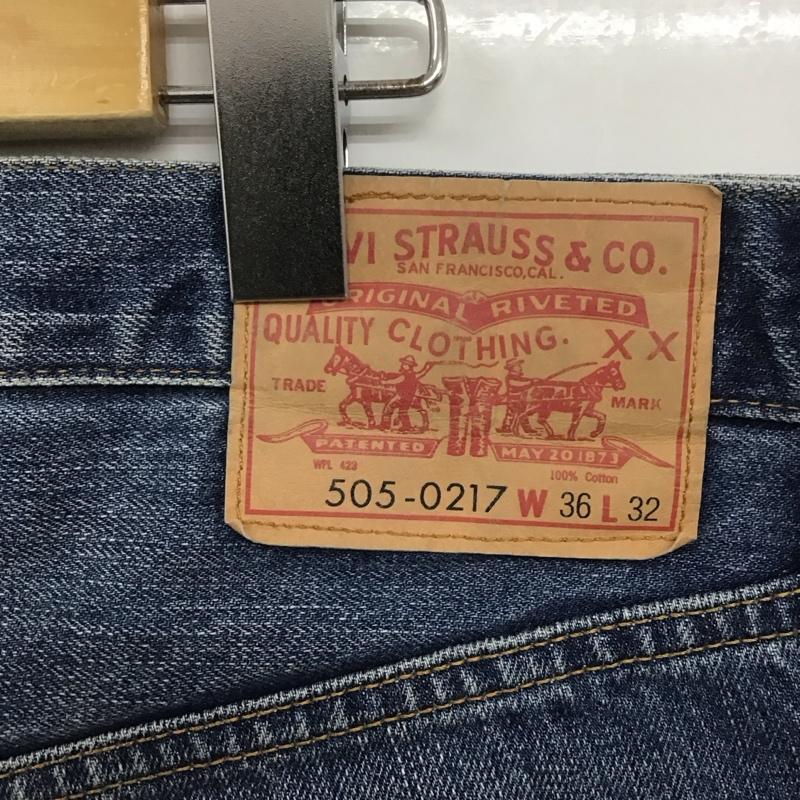 VI STRAUSS & CO.
SAN FRANCISCO, CAL.
ORIGINAL RIVETED
QUALITY CLOTHING. XX
TRADE MARK
PATENTED MAY 20 1873
WPL 423 100% Cotton
505-0217 W 36 L 32